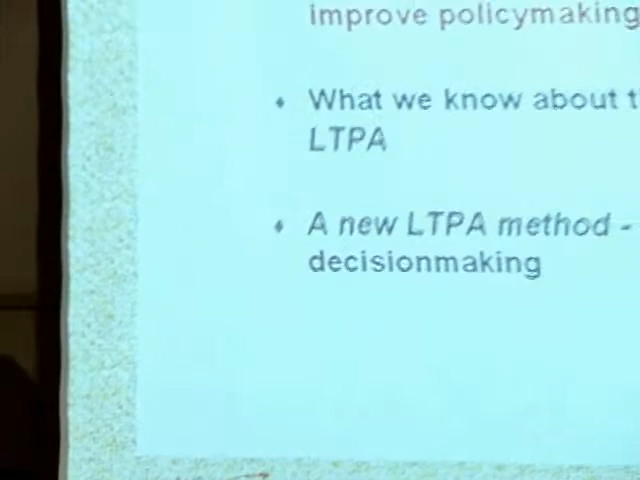 improve policymaking
What we know about
LTPA
A new LTPA method -
decisionmaking